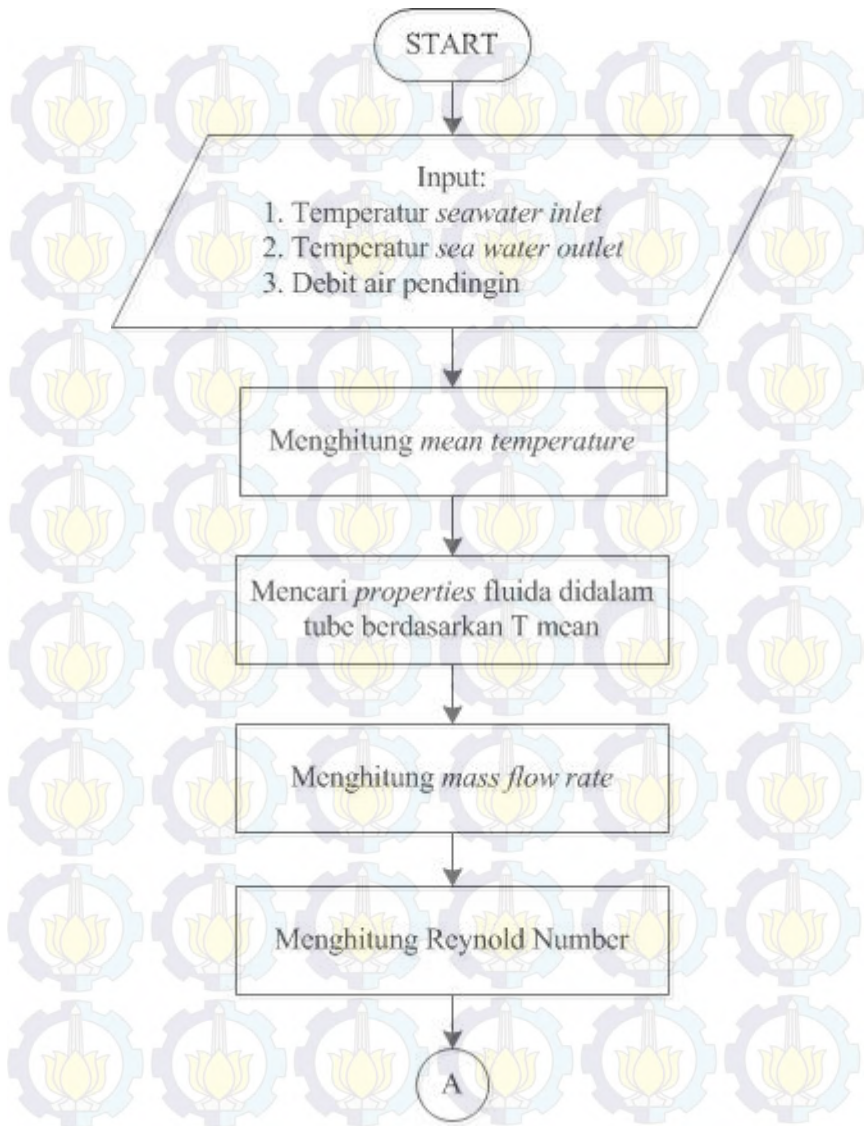 START
Input:
1. Temperatur seawater inlet
2. Temperatur sea water outlet
3. Debit air pendingin
Menghitung mean temperature
Mencari properties fluida didalam
tube berdasarkan T mean
Menghitung mass flow rate
Menghitung Reynold Number
A